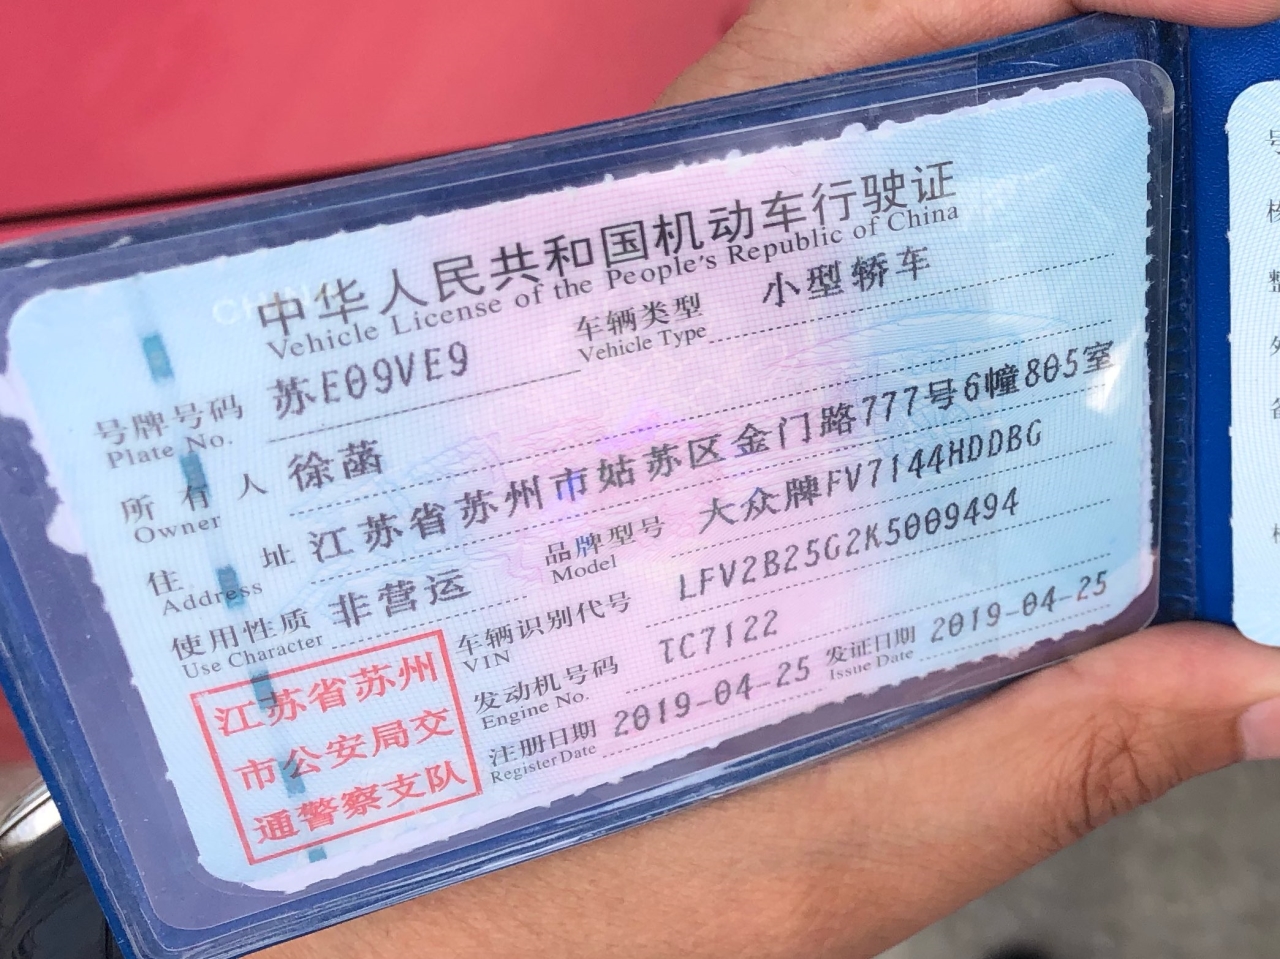 中华人民共和国机动车行驶证
Vehicle License of the People's Republic of China
号牌号码 苏E09VE9 车辆类型 小型轿车
Plate No. Vehicle Type
所有人 徐菡
Owner
住址 江苏省苏州市姑苏区金门路777号6幢805室
Address
使用性质 非营运 品牌型号 大众牌FV7144HDDBG
Use Character Model
江苏省苏州
市公安局交
通警察支队
车辆识别代号 LFV2B25G2K5009494
VIN
发动机号码 TC7122
Engine No.
注册日期 2019-04-25 发证日期 2019-04-25
Register Date Issue Date
号
整